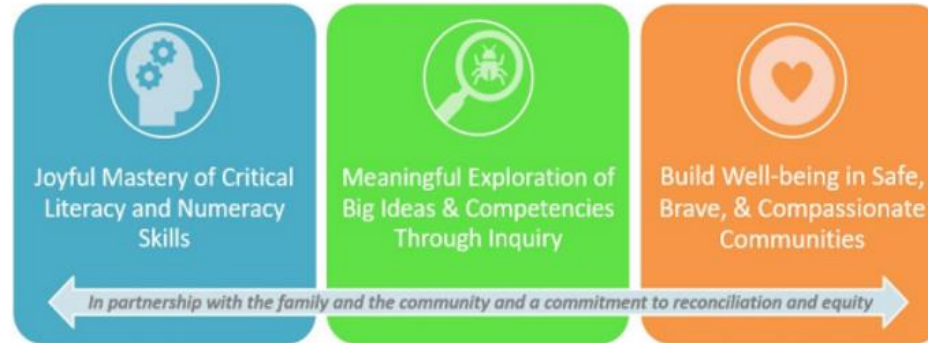 Joyful Mastery of Critical
Literacy and Numeracy
Skills
Meaningful Exploration of
Big Ideas & Competencies
Through Inquiry
Build Well-being in Safe,
Brave, & Compassionate
Communities
In partnership with the family and the community and a commitment to reconciliation and equity